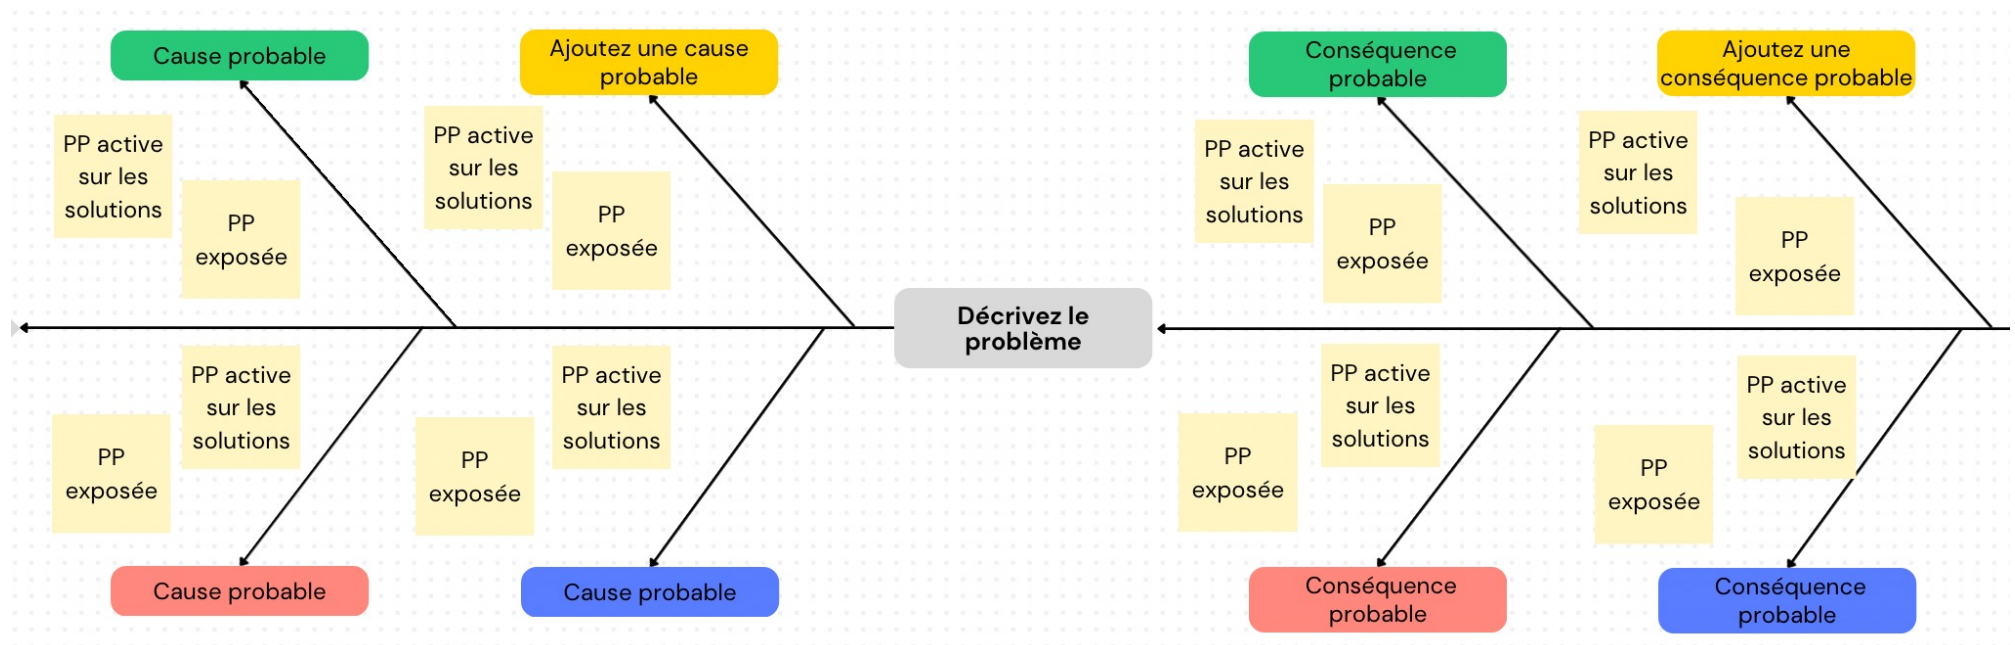 Cause probable
Ajoutez une cause
probable
Conséquence
probable
Ajoutez une
conséquence probable
PP active
sur les
solutions
PP
exposée
PP active
sur les
solutions
PP
exposée
PP active
sur les
solutions
PP
exposée
PP active
sur les
solutions
PP
exposée
Décrivez le
problème
PP active
sur les
solutions
PP
exposée
PP active
sur les
solutions
PP
exposée
PP active
sur les
solutions
PP
exposée
PP active
sur les
solutions
PP
exposée
Cause probable
Cause probable
Conséquence
probable
Conséquence
probable